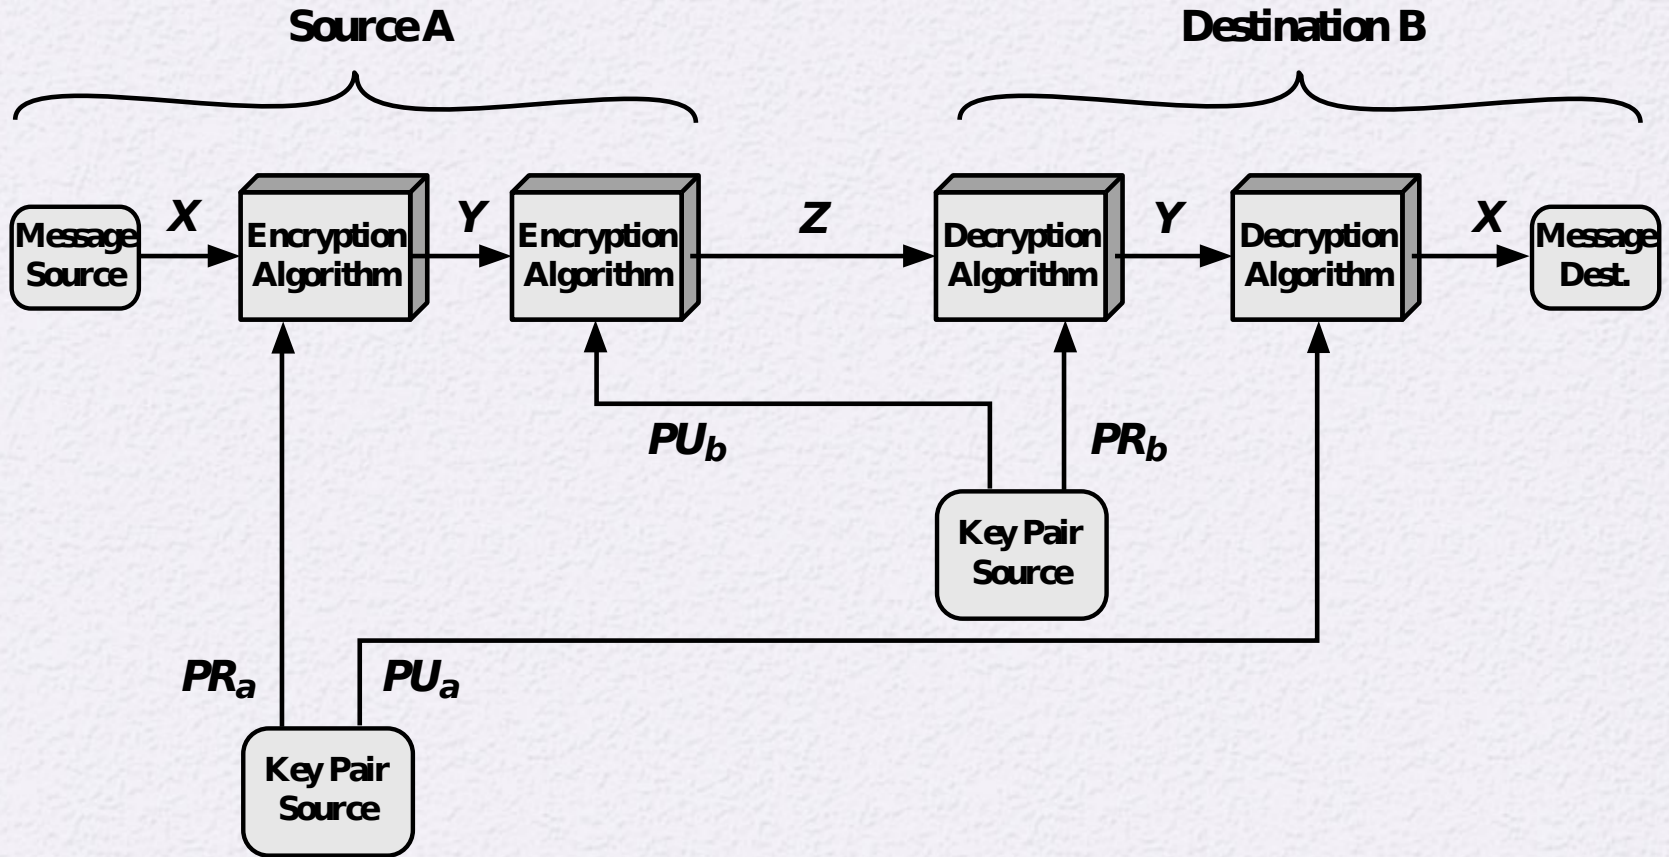 Source A
Destination B
Message
Source
X
Encryption
Algorithm
Y
Encryption
Algorithm
Z
Decryption
Algorithm
Y
Decryption
Algorithm
X
Message
Dest.
PUb
PRb
Key Pair
Source
PRa
PUa
Key Pair
Source